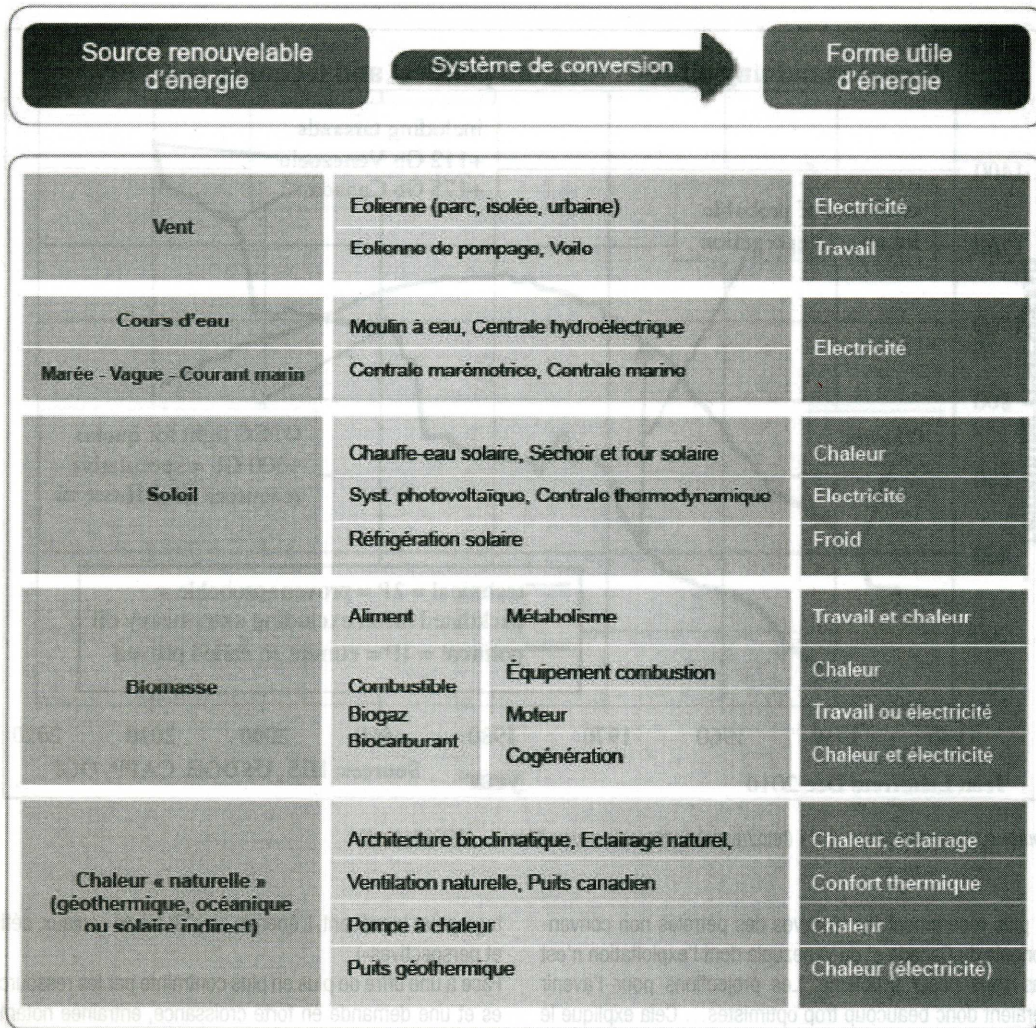 Source renouvelable
d'énergie
Système de conversion
Forme utile
d'énergie
Vent
Eolienne (parc, isolée, urbaine)
Electricité
Eolienne de pompage, Voile
Travail
Cours d'eau
Moulin à eau, Centrale hydroélectrique
Electricité
Marée - Vague - Courant marin
Centrale marémotrice, Centrale marine
Soleil
Chauffe-eau solaire, Séchoir et four solaire
Chaleur
Syst. photovoltaïque, Centrale thermodynamique
Electricité
Réfrigération solaire
Froid
Biomasse
Aliment
Métabolisme
Travail et chaleur
Combustible
Biogaz
Biocarburant
Équipement combustion
Chaleur
Moteur
Travail ou électricité
Cogénération
Chaleur et électricité
Chaleur « naturelle »
(géothermique, océanique
ou solaire indirect)
Architecture bioclimatique, Eclairage naturel,
Chaleur, éclairage
Ventilation naturelle, Puits canadien
Confort thermique
Pompe à chaleur
Chaleur
Puits géothermique
Chaleur (électricité)